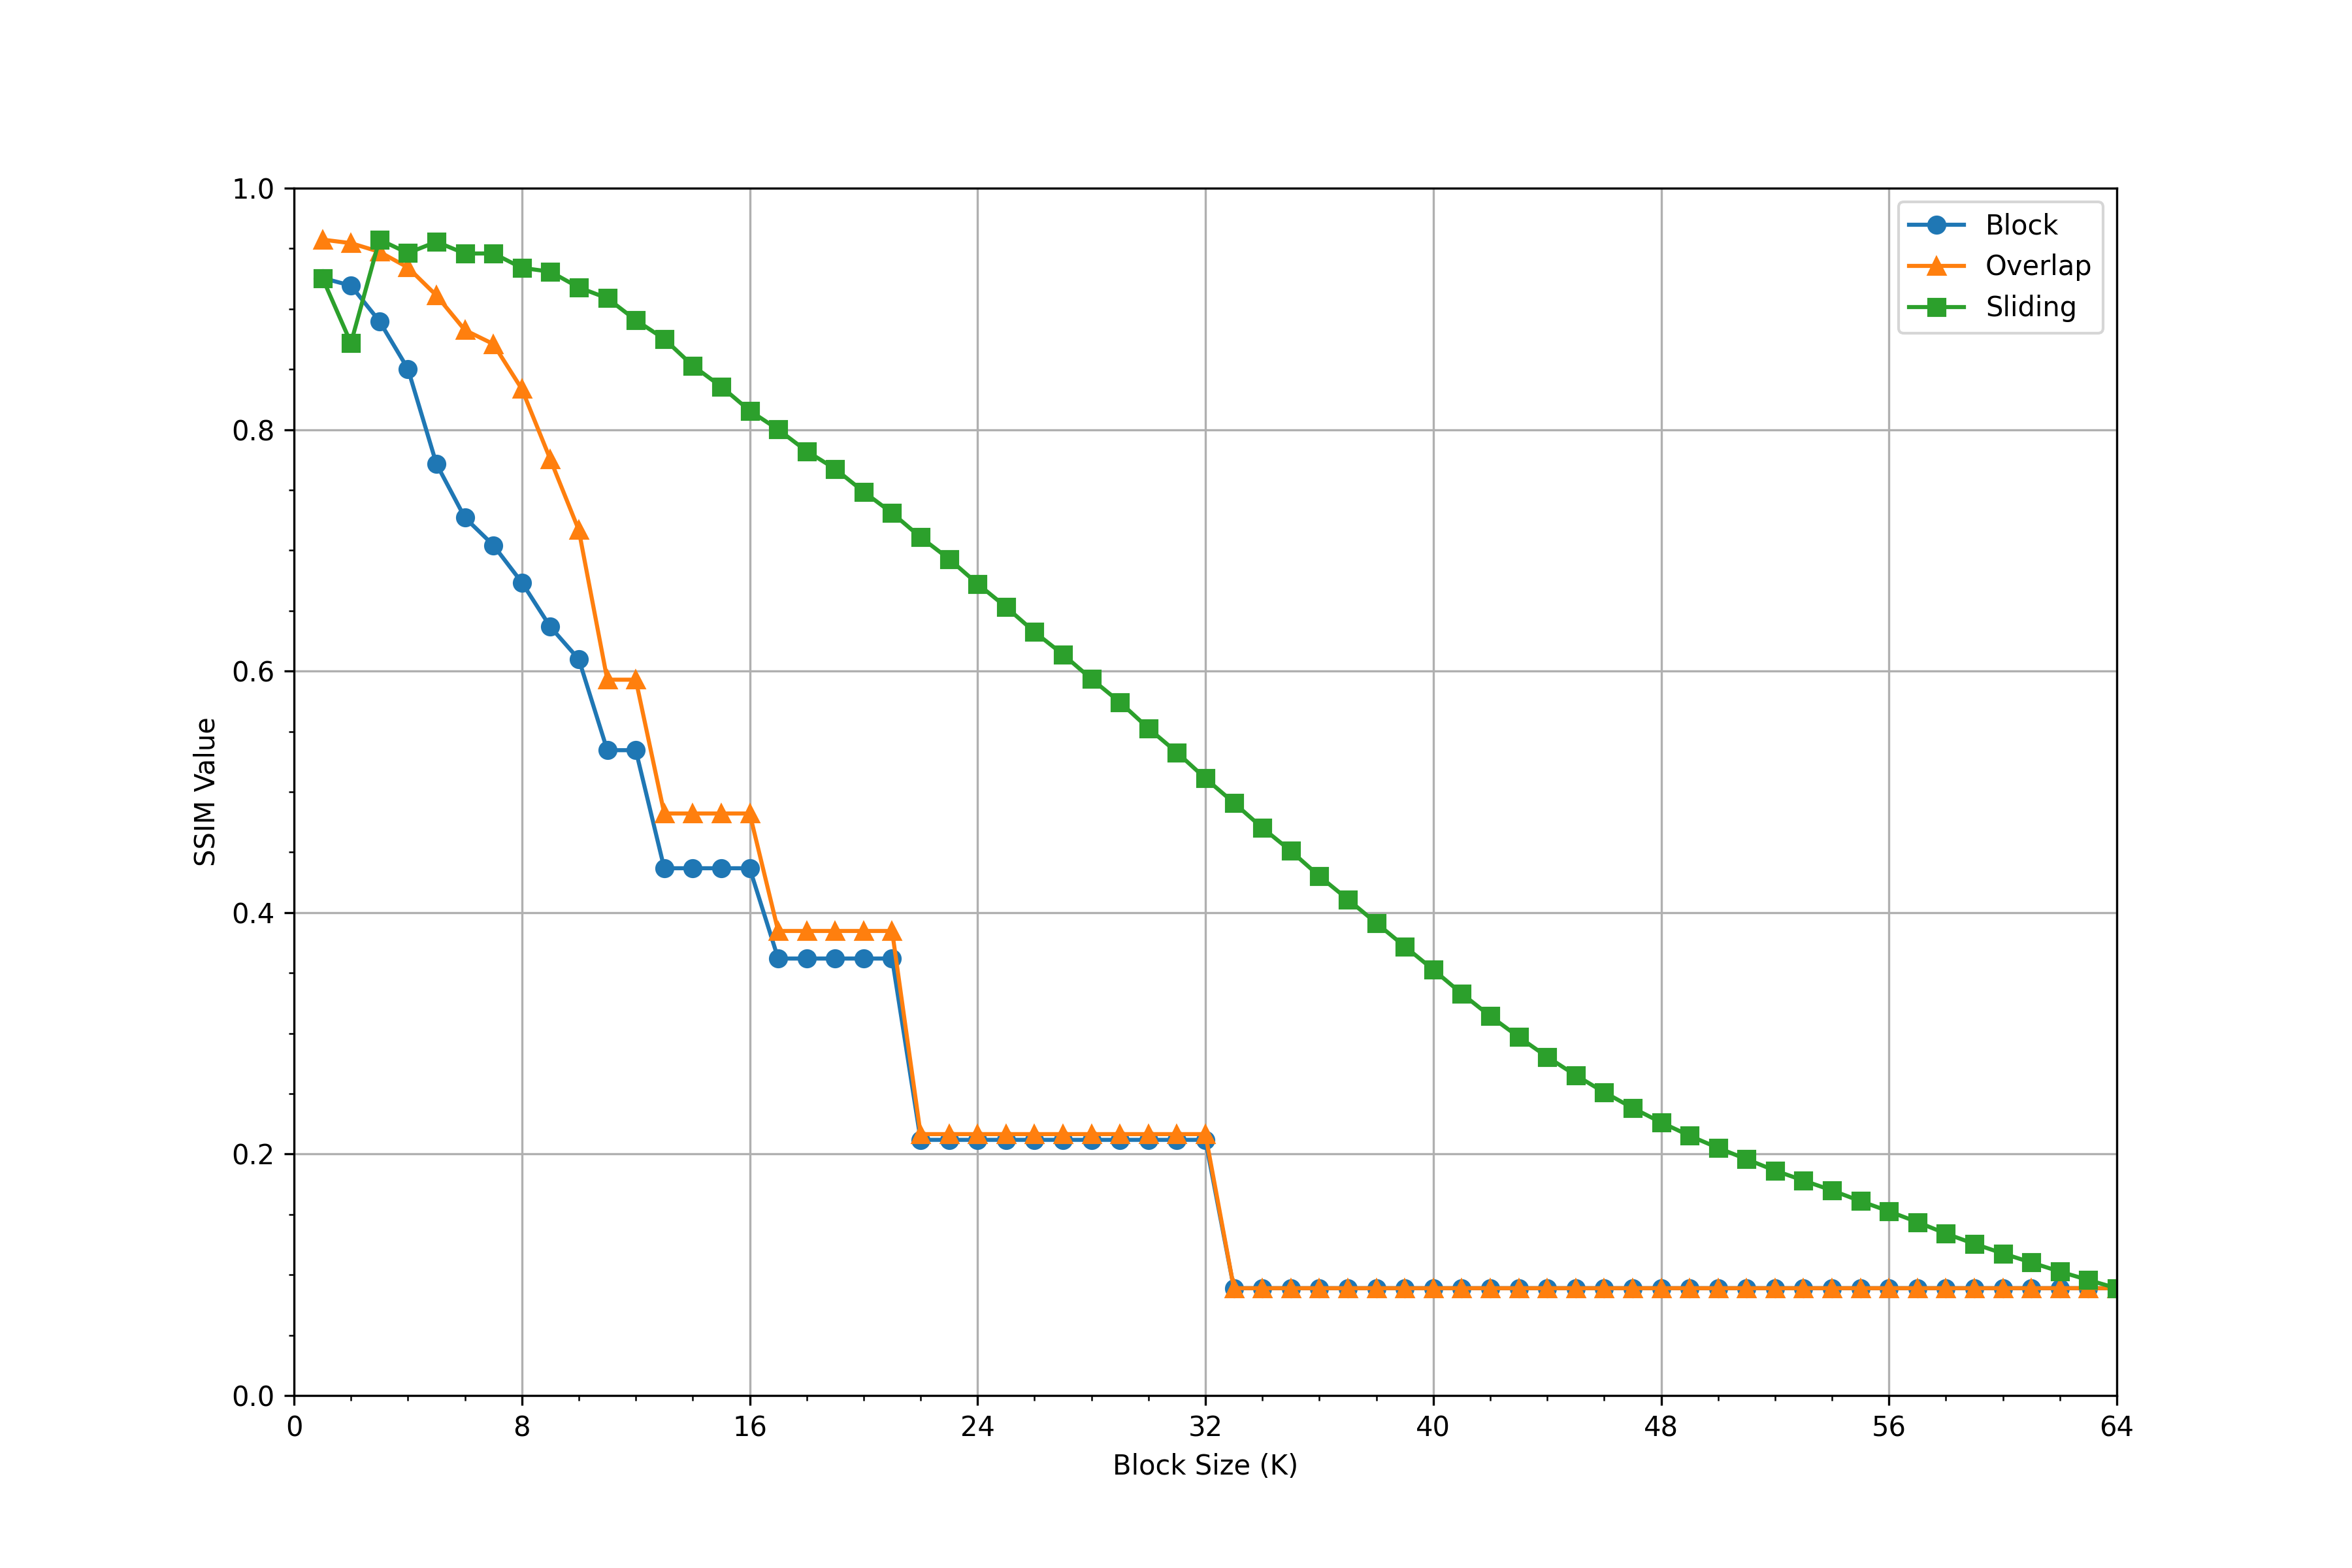 1.0
0.8
0.6
0.4
0.2
0.0
SSIM Value
Block
Overlap
Sliding
0 8 16 24 32 40 48 56 64
Block Size (K)